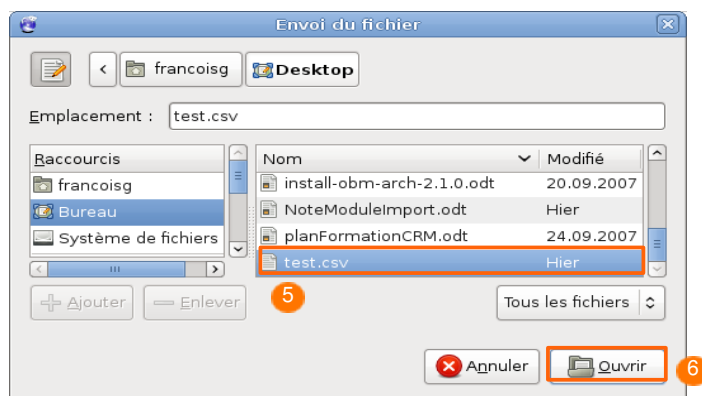 Envoi du fichier
francoisg Desktop
Emplacement : test.csv
Raccourcis Nom Modifié
francoisg install-obm-arch-2.1.0.odt 20.09.2007
Bureau NoteModuleImport.odt Hier
Système de fichiers planFormationCRM.odt 24.09.2007
test.csv Hier
Ajouter Enlever 5 Tous les fichiers
Annuler Ouvrir 6